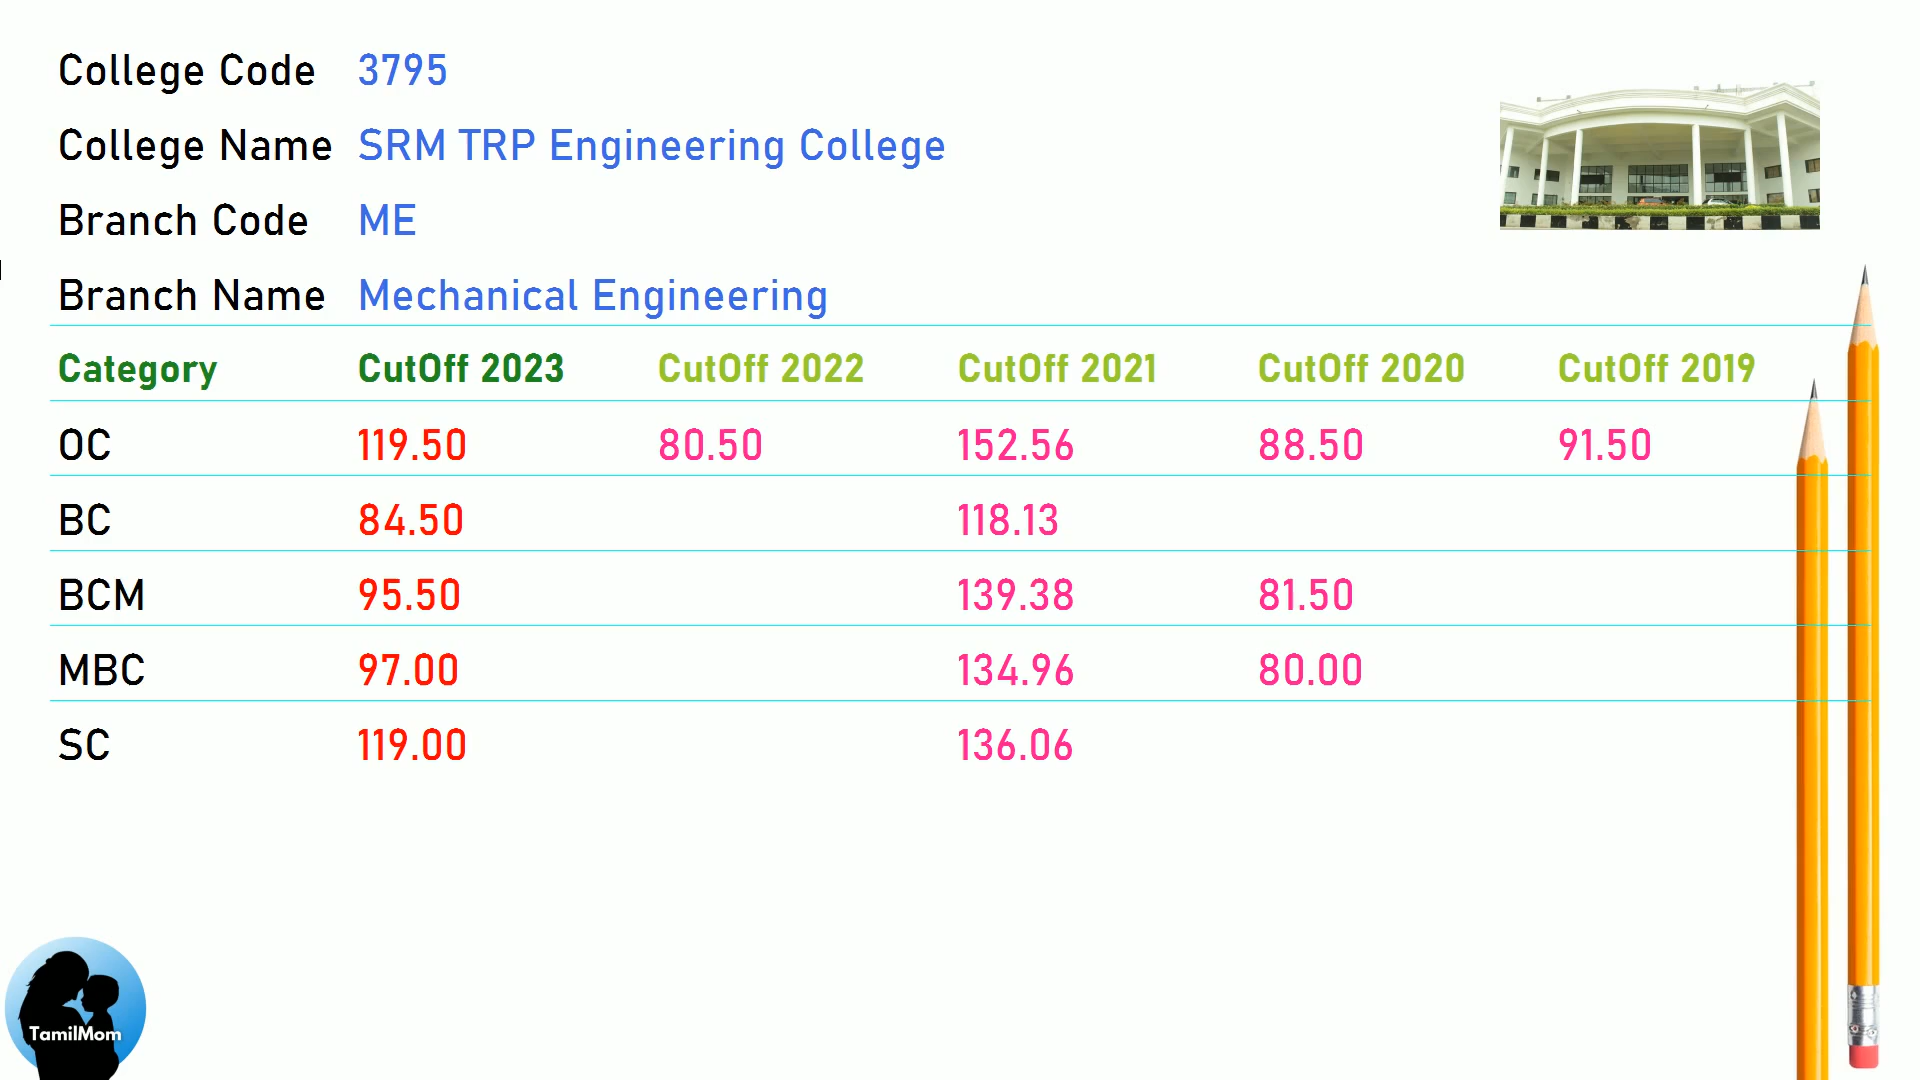 College Code 3795
College Name SRM TRP Engineering College
Branch Code ME
Branch Name Mechanical Engineering
Category CutOff 2023 CutOff 2022 CutOff 2021 CutOff 2020 CutOff 2019
OC 119.50 80.50 152.56 88.50 91.50
BC 84.50 118.13
BCM 95.50 139.38 81.50
MBC 97.00 134.96 80.00
SC 119.00 136.06
TamilMom